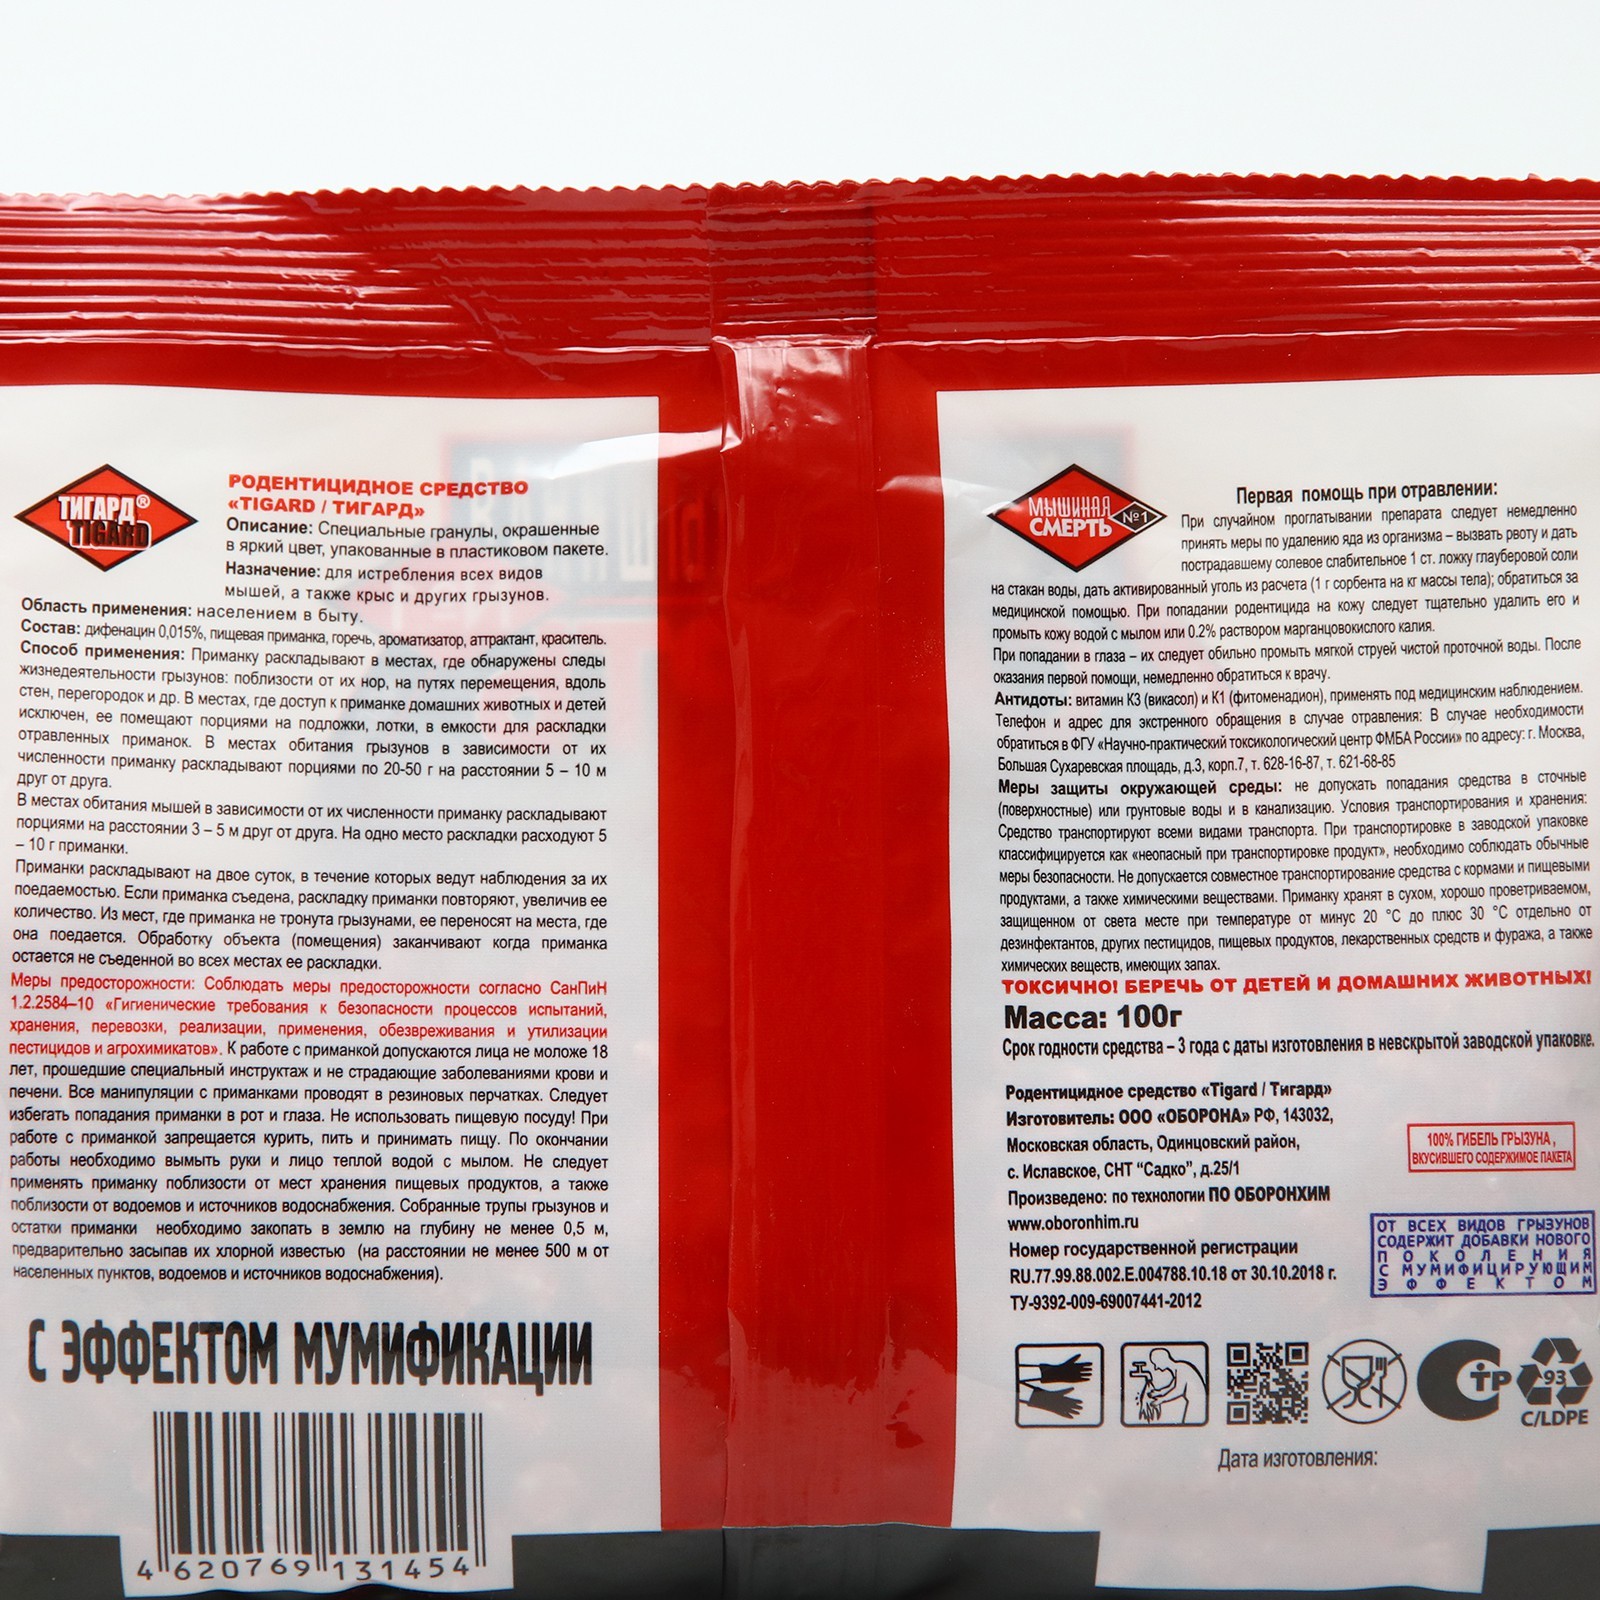 ТИГАРД®
TIGARD
РОДЕНТИЦИДНОЕ СРЕДСТВО
«TIGARD / ТИГАРД»
Описание: Специальные гранулы, окрашенные
в яркий цвет, упакованные в пластиковом пакете.
Назначение: для истребления всех видов
мышей, а также крыс и других грызунов.
Область применения: населением в быту.
Состав: дифенацин 0,015%, пищевая приманка, горечь, ароматизатор, аттрактант, краситель.
Способ применения: Приманку раскладывают в местах, где обнаружены следы
жизнедеятельности грызунов: поблизости от их нор, на путях перемещения, вдоль
стен, перегородок и др. В местах, где доступ к приманке домашних животных и детей
исключен, ее помещают порциями на подложки, лотки, в емкости для раскладки
отравленных приманок. В местах обитания грызунов в зависимости от их
численности приманку раскладывают порциями по 20-50 г на расстоянии 5 – 10 м
друг от друга.
В местах обитания мышей в зависимости от их численности приманку раскладывают
порциями на расстоянии 3 – 5 м друг от друга. На одно место раскладки расходуют 5
– 10 г приманки.
Приманки раскладывают на двое суток, в течение которых ведут наблюдения за их
поедаемостью. Если приманка съедена, раскладку приманки повторяют, увеличив ее
количество. Из мест, где приманка не тронута грызунами, ее переносят на места, где
она поедается. Обработку объекта (помещения) заканчивают когда приманка
остается не съеденной во всех местах ее раскладки.
Меры предосторожности: Соблюдать меры предосторожности согласно СанПиН
1.2.2584–10 «Гигиенические требования к безопасности процессов испытаний,
хранения, перевозки, реализации, применения, обезвреживания и утилизации
пестицидов и агрохимикатов». К работе с приманкой допускаются лица не моложе 18
лет, прошедшие специальный инструктаж и не страдающие заболеваниями крови и
печени. Все манипуляции с приманками проводят в резиновых перчатках. Следует
избегать попадания приманки в рот и глаза. Не использовать пищевую посуду! При
работе с приманкой запрещается курить, пить и принимать пищу. По окончании
работы необходимо вымыть руки и лицо теплой водой с мылом. Не следует
применять приманку поблизости от мест хранения пищевых продуктов, а также
поблизости от водоемов и источников водоснабжения. Собранные трупы грызунов и
остатки приманки необходимо закопать в землю на глубину не менее 0,5 м,
предварительно засыпав их хлорной известью (на расстоянии не менее 500 м от
населенных пунктов, водоемов и источников водоснабжения).
С ЭФФЕКТОМ МУМИФИКАЦИИ
4 620769 131454
МЫШИНАЯ
СМЕРТЬ №1
Первая помощь при отравлении:
При случайном проглатывании препарата следует немедленно
принять меры по удалению яда из организма – вызвать рвоту и дать
пострадавшему солевое слабительное 1 ст. ложку глауберовой соли
на стакан воды, дать активированный уголь из расчета (1 г сорбента на кг массы тела); обратиться за
медицинской помощью. При попадании родентицида на кожу следует тщательно удалить его и
промыть кожу водой с мылом или 0.2% раствором марганцовокислого калия.
При попадании в глаза – их следует обильно промыть мягкой струей чистой проточной воды. После
оказания первой помощи, немедленно обратиться к врачу.
Антидоты: витамин К3 (викасол) и К1 (фитоменадион), применять под медицинским наблюдением.
Телефон и адрес для экстренного обращения в случае отравления: В случае необходимости
обратиться в ФГУ «Научно-практический токсикологический центр ФМБА России» по адресу: г. Москва,
Большая Сухаревская площадь, д.3, корп.7, т. 628-16-87, т. 621-68-85
Меры защиты окружающей среды: не допускать попадания средства в сточные
(поверхностные) или грунтовые воды и в канализацию. Условия транспортирования и хранения:
Средство транспортируют всеми видами транспорта. При транспортировке в заводской упаковке
классифицируется как «неопасный при транспортировке продукт», необходимо соблюдать обычные
меры безопасности. Не допускается совместное транспортирование средства с кормами и пищевыми
продуктами, а также химическими веществами. Приманку хранят в сухом, хорошо проветриваемом,
защищенном от света месте при температуре от минус 20 °С до плюс 30 °С отдельно от
дезинфектантов, других пестицидов, пищевых продуктов, лекарственных средств и фуража, а также
химических веществ, имеющих запах.
ТОКСИЧНО! БЕРЕЧЬ ОТ ДЕТЕЙ И ДОМАШНИХ ЖИВОТНЫХ!
Масса: 100г
Срок годности средства – 3 года с даты изготовления в невскрытой заводской упаковке.
Родентицидное средство «Tigard / Тигард»
Изготовитель: ООО «ОБОРОНА» РФ, 143032,
Московская область, Одинцовский район,
с. Иславское, СНТ "Садко", д.25/1
Произведено: по технологии ПО ОБОРОНХИМ
www.oboronhim.ru
Номер государственной регистрации
RU.77.99.88.002.Е.004788.10.18 от 30.10.2018 г.
ТУ-9392-009-69007441-2012
100% ГИБЕЛЬ ГРЫЗУНА,
ВКУСИВШЕГО СОДЕРЖИМОЕ ПАКЕТА
ОТ ВСЕХ ВИДОВ ГРЫЗУНОВ
СОДЕРЖИТ ДОБАВКИ НОВОГО
ПОКОЛЕНИЯ
С МУМИФИЦИРУЮЩИМ
ЭФФЕКТОМ
СТР
93
C/LDPE
Дата изготовления: